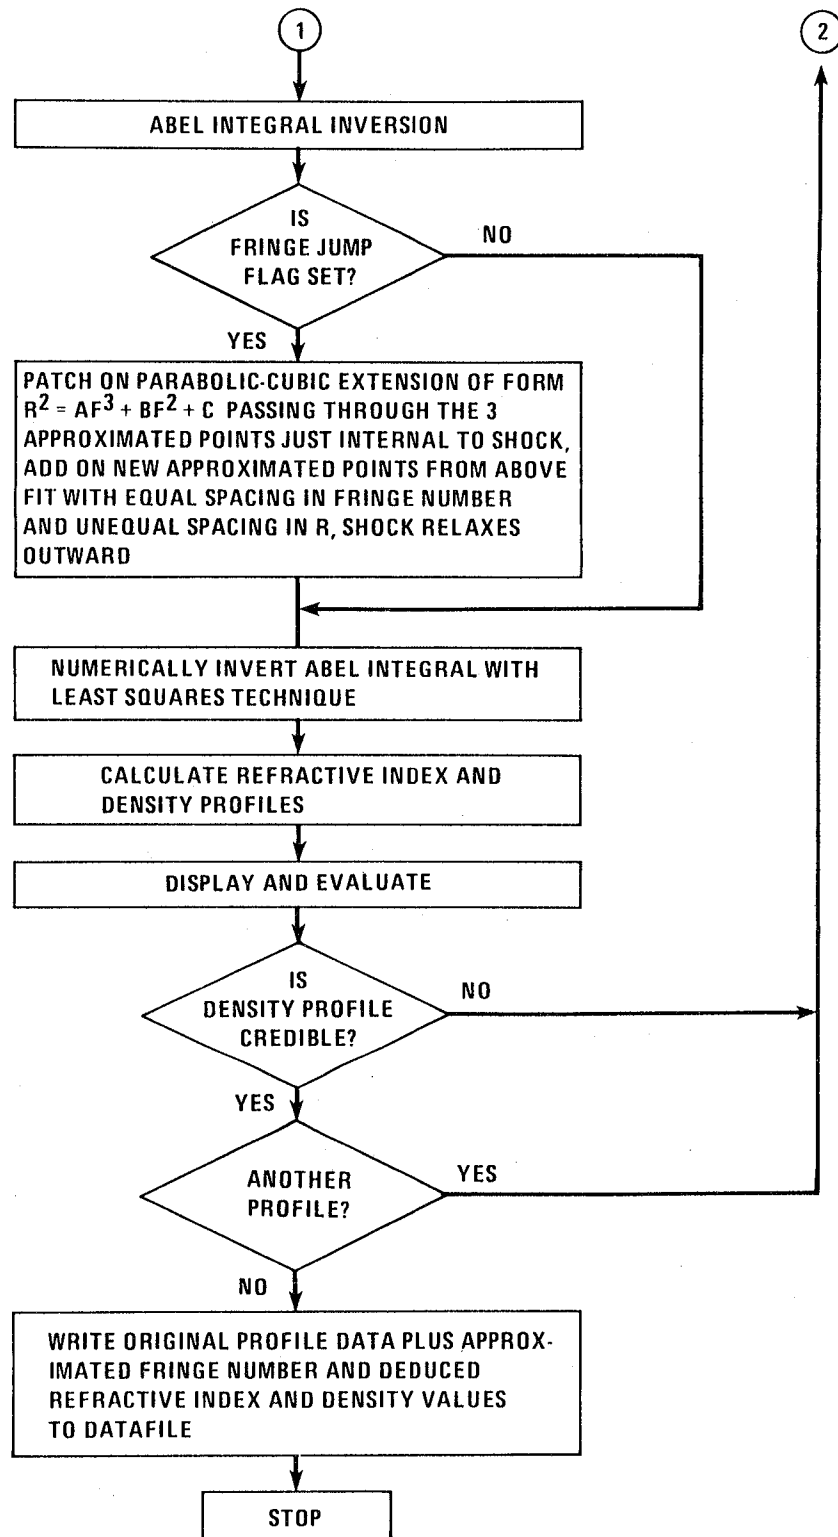 1
2
ABEL INTEGRAL INVERSION
IS
FRINGE JUMP
FLAG SET?
NO
YES
PATCH ON PARABOLIC-CUBIC EXTENSION OF FORM
R² = AF³ + BF² + C PASSING THROUGH THE 3
APPROXIMATED POINTS JUST INTERNAL TO SHOCK,
ADD ON NEW APPROXIMATED POINTS FROM ABOVE
FIT WITH EQUAL SPACING IN FRINGE NUMBER
AND UNEQUAL SPACING IN R, SHOCK RELAXES
OUTWARD
NUMERICALLY INVERT ABEL INTEGRAL WITH
LEAST SQUARES TECHNIQUE
CALCULATE REFRACTIVE INDEX AND
DENSITY PROFILES
DISPLAY AND EVALUATE
IS
DENSITY PROFILE
CREDIBLE?
NO
YES
ANOTHER
PROFILE?
YES
NO
WRITE ORIGINAL PROFILE DATA PLUS APPROX-
IMATED FRINGE NUMBER AND DEDUCED
REFRACTIVE INDEX AND DENSITY VALUES
TO DATAFILE
STOP